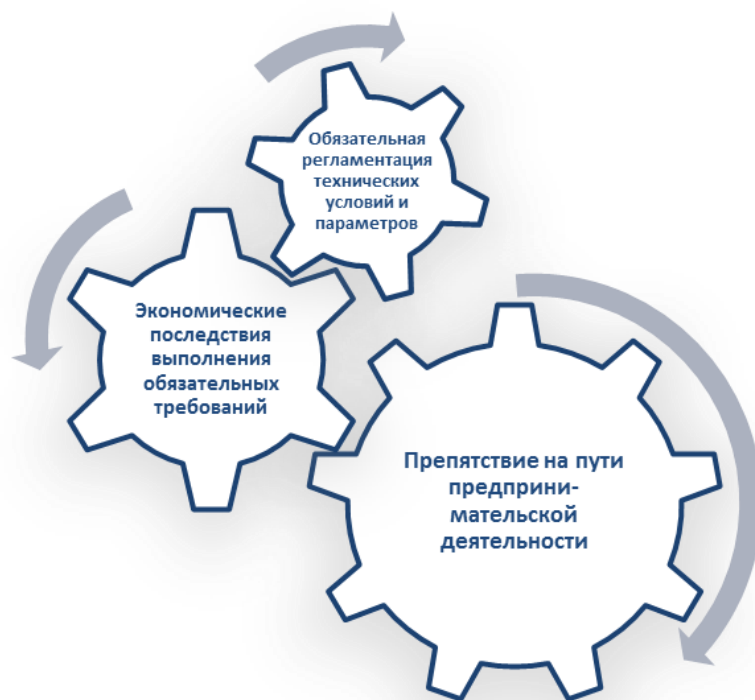 Обязательная
регламентация
технических
условий и
параметров
Экономические
последствия
выполнения
обязательных
требований
Препятствие на пути
предприни-
мательской
деятельности